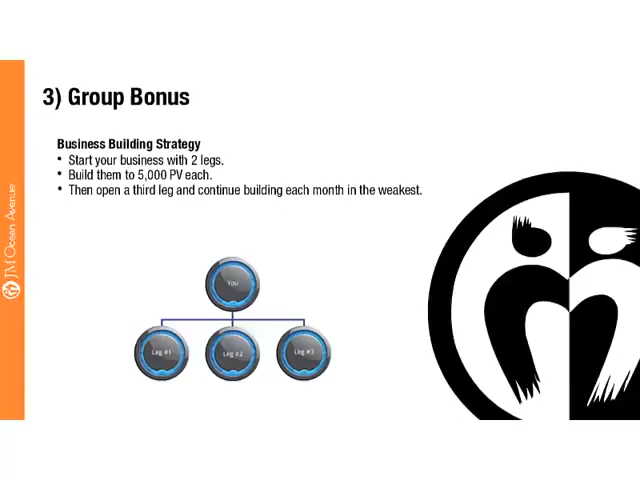 3) Group Bonus
Business Building Strategy
• Start your business with 2 legs.
• Build them to 5,000 PV each.
• Then open a third leg and continue building each month in the weakest.
JM Ocean Avenue
You
Leg #1
Leg #2
Leg #3